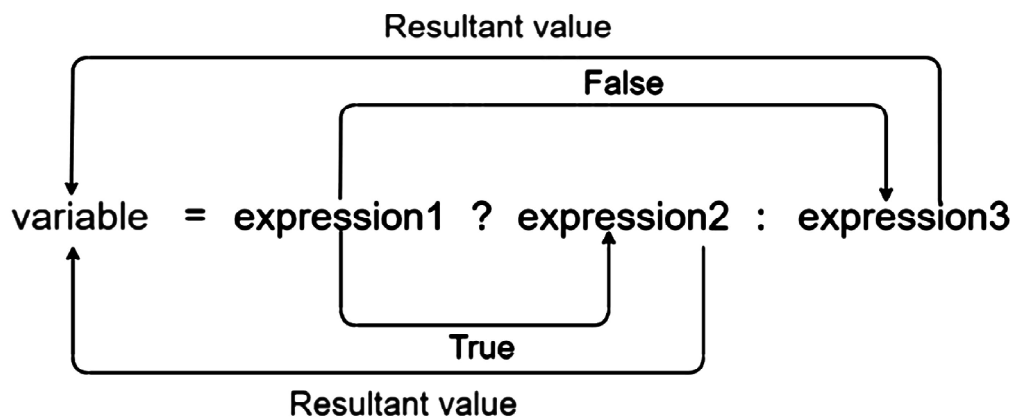 Resultant value
False
variable = expression1 ? expression2 : expression3
True
Resultant value